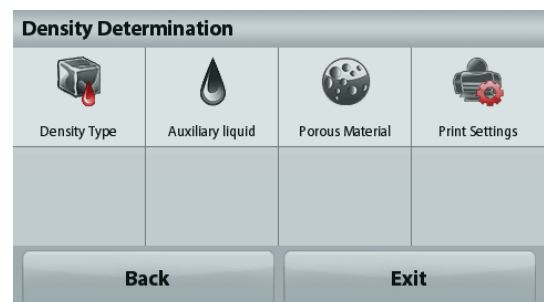 Density Determination
Density Type Auxiliary liquid Porous Material Print Settings
Back Exit